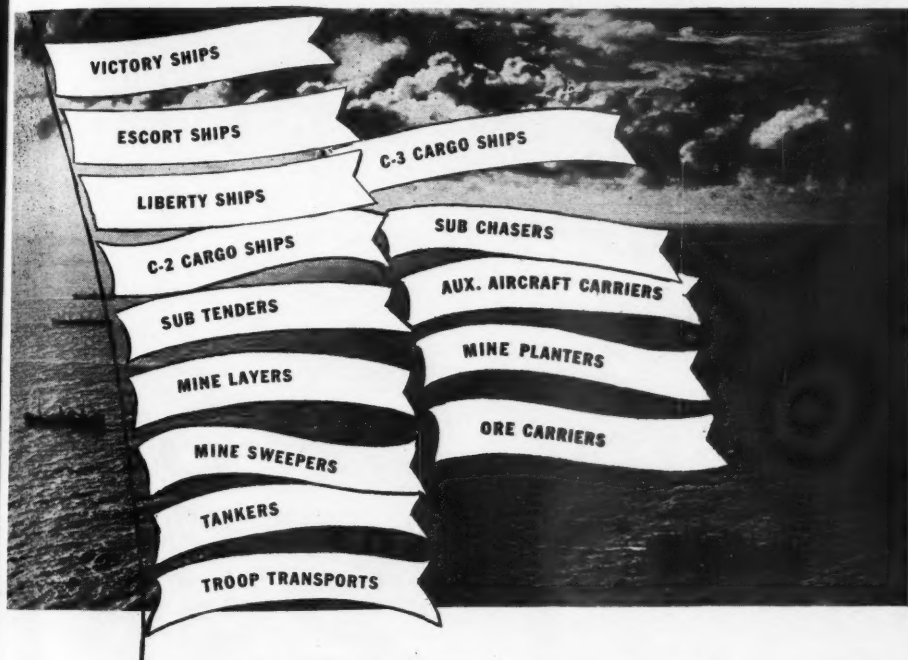 VICTORY SHIPS
ESCORT SHIPS
LIBERTY SHIPS
C-2 CARGO SHIPS
SUB TENDERS
MINE LAYERS
MINE SWEEPERS
TANKERS
TROOP TRANSPORTS
C-3 CARGO SHIPS
SUB CHASERS
AUX. AIRCRAFT CARRIERS
MINE PLANTERS
ORE CARRIERS